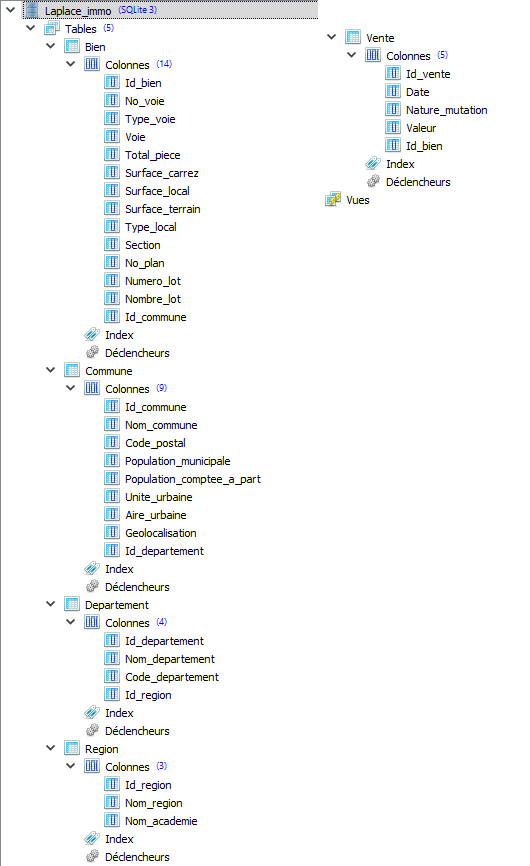 Laplace_immo (SQLite 3)
Tables (5)
Bien
Colonnes (14)
Id_bien
No_voie
Type_voie
Voie
Total_piece
Surface_carrez
Surface_local
Surface_terrain
Type_local
Section
No_plan
Numero_lot
Nombre_lot
Id_commune
Index
Déclencheurs
Commune
Colonnes (9)
Id_commune
Nom_commune
Code_postal
Population_municipale
Population_comptee_a_part
Unite_urbaine
Aire_urbaine
Geolocalisation
Id_departement
Index
Déclencheurs
Departement
Colonnes (4)
Id_departement
Nom_departement
Code_departement
Id_region
Index
Déclencheurs
Region
Colonnes (3)
Id_region
Nom_region
Nom_academie
Index
Déclencheurs
Vente
Colonnes (5)
Id_vente
Date
Nature_mutation
Valeur
Id_bien
Index
Déclencheurs
Vues